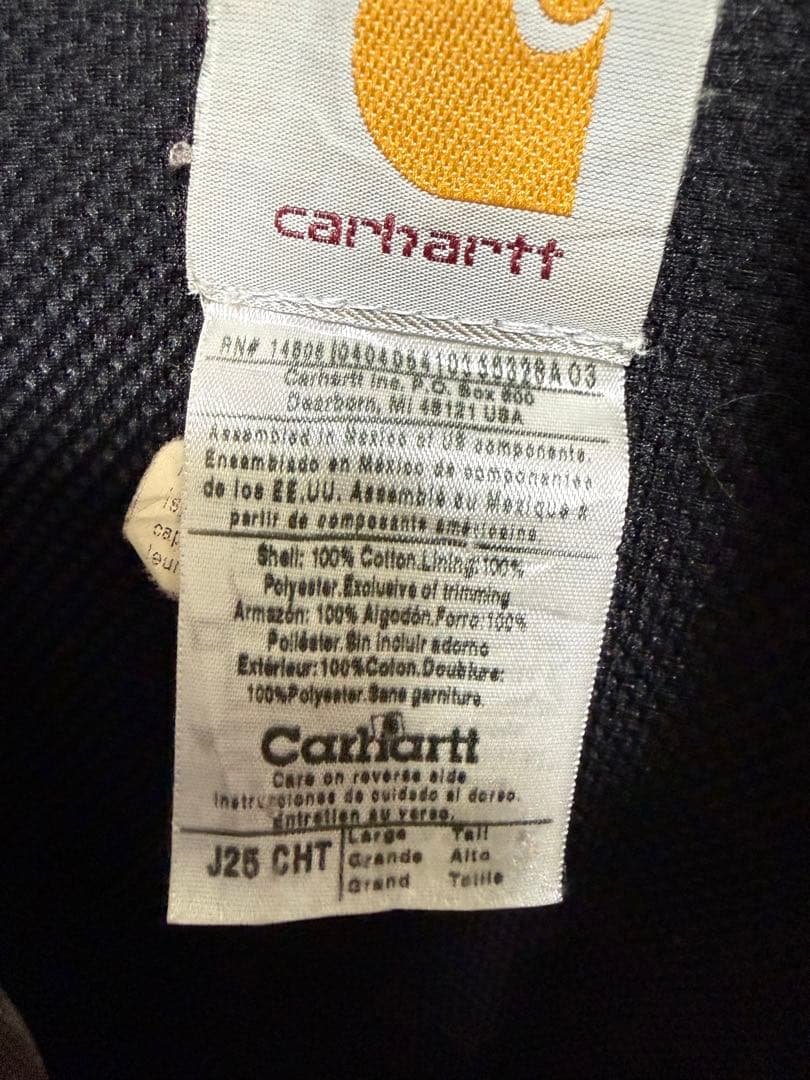 carhartt
RN# 14806
Carhartt Inc. P.O. Box 600
Dearborn, MI 48121 USA
Assembled in Mexico of US components.
Ensamblado en México de componentes
de los EE.UU. Assemblé au Mexique à
partir de composants américains.
Shell: 100% Cotton.Lining:100%
Polyester.Exclusive of trimming
Armazón: 100% Algodón.Forro:100%
Poliéster.Sin incluir adorno
Extérieur:100%Coton.Doublure:
100%Polyester.Sans garniture.
Carhartt
Care on reverse side
Instrucciones de cuidado al dorso.
Entretien au verso.
J25 CHT
Large Tall
Grande Alto
Grand Taille